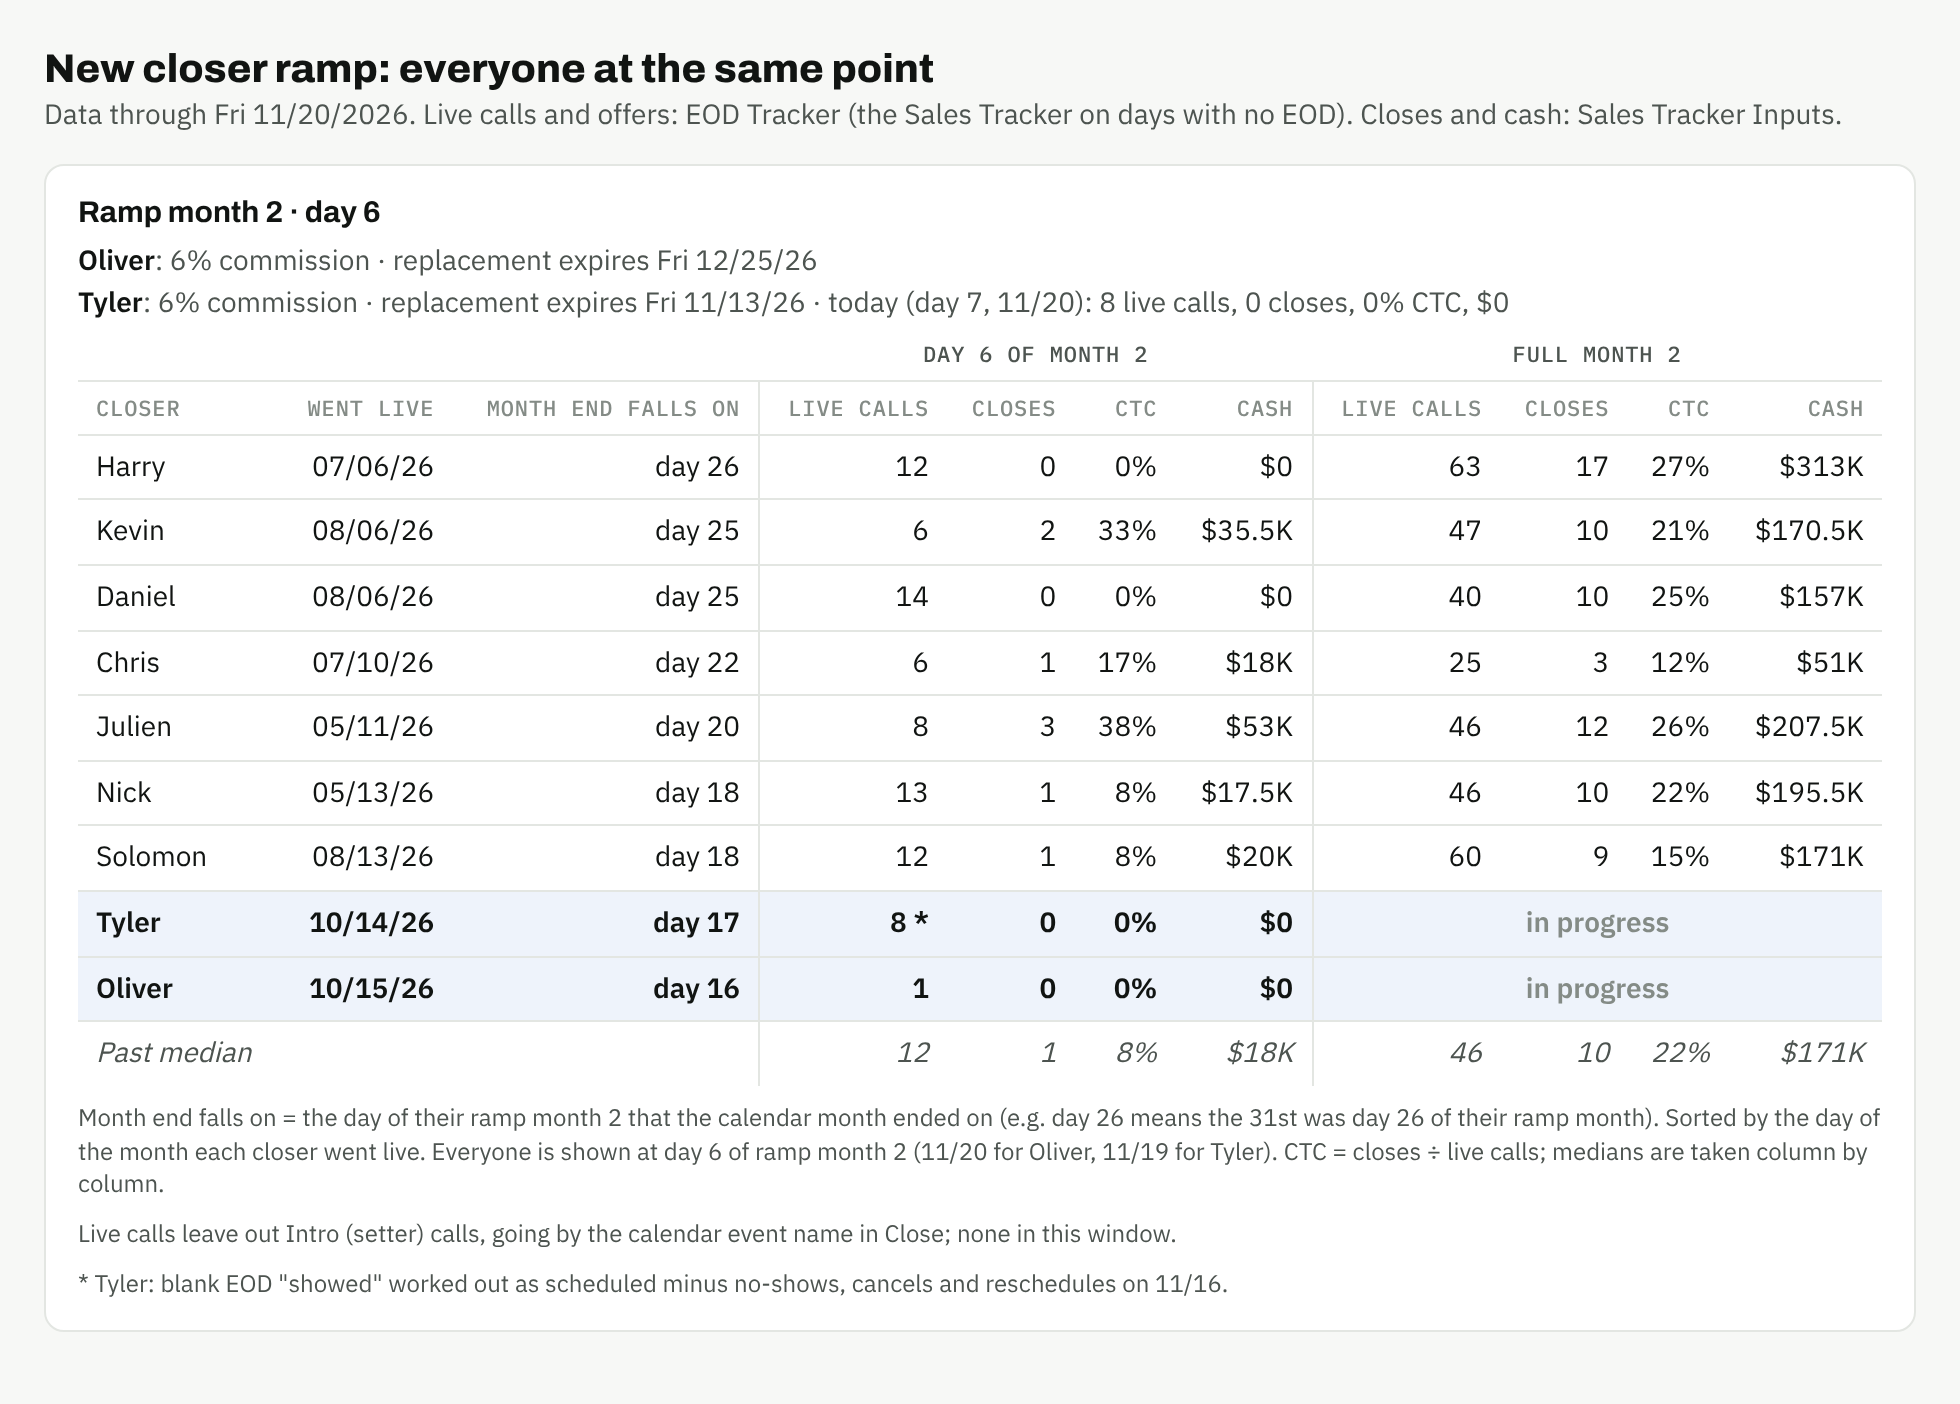 New closer ramp: everyone at the same point
Data through Fri 11/20/2026. Live calls and offers: EOD Tracker (the Sales Tracker on days with no EOD). Closes and cash: Sales Tracker Inputs.
Ramp month 2 · day 6
Oliver: 6% commission · replacement expires Fri 12/25/26
Tyler: 6% commission · replacement expires Fri 11/13/26 · today (day 7, 11/20): 8 live calls, 0 closes, 0% CTC, $0
DAY 6 OF MONTH 2 FULL MONTH 2
CLOSER WENT LIVE MONTH END FALLS ON LIVE CALLS CLOSES CTC CASH LIVE CALLS CLOSES CTC CASH
Harry 07/06/26 day 26 12 0 0% $0 63 17 27% $313K
Kevin 08/06/26 day 25 6 2 33% $35.5K 47 10 21% $170.5K
Daniel 08/06/26 day 25 14 0 0% $0 40 10 25% $157K
Chris 07/10/26 day 22 6 1 17% $18K 25 3 12% $51K
Julien 05/11/26 day 20 8 3 38% $53K 46 12 26% $207.5K
Nick 05/13/26 day 18 13 1 8% $17.5K 46 10 22% $195.5K
Solomon 08/13/26 day 18 12 1 8% $20K 60 9 15% $171K
Tyler 10/14/26 day 17 8 * 0 0% $0 in progress
Oliver 10/15/26 day 16 1 0 0% $0 in progress
Past median 12 1 8% $18K 46 10 22% $171K
Month end falls on = the day of their ramp month 2 that the calendar month ended on (e.g. day 26 means the 31st was day 26 of their ramp month). Sorted by the day of
the month each closer went live. Everyone is shown at day 6 of ramp month 2 (11/20 for Oliver, 11/19 for Tyler). CTC = closes ÷ live calls; medians are taken column by
column.
Live calls leave out Intro (setter) calls, going by the calendar event name in Close; none in this window.
* Tyler: blank EOD "showed" worked out as scheduled minus no-shows, cancels and reschedules on 11/16.